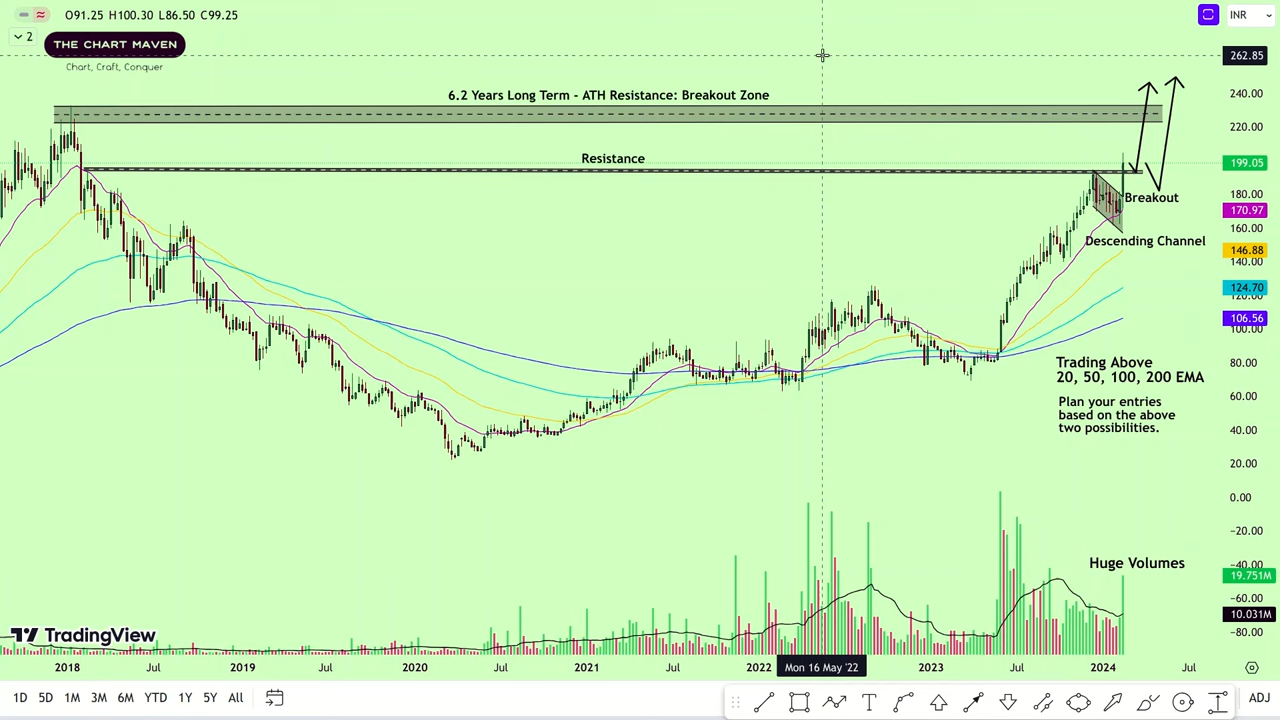 O91.25 H100.30 L86.50 C99.25
INR
2
THE CHART MAVEN
Chart, Craft, Conquer
262.85
6.2 Years Long Term - ATH Resistance: Breakout Zone
240.00
220.00
Resistance
199.05
180.00
Breakout
170.97
160.00
Descending Channel
146.88
140.00
124.70
120.00
106.56
100.00
80.00
Trading Above
20, 50, 100, 200 EMA
60.00
Plan your entries
based on the above
two possibilities.
40.00
20.00
0.00
−20.00
−40.00
Huge Volumes
19.751M
−60.00
10.031M
−80.00
TradingView
2018 Jul 2019 Jul 2020 Jul 2021 Jul 2022 Mon 16 May '22 2023 Jul 2024 Jul
1D 5D 1M 3M 6M YTD 1Y 5Y All
T
ADJ